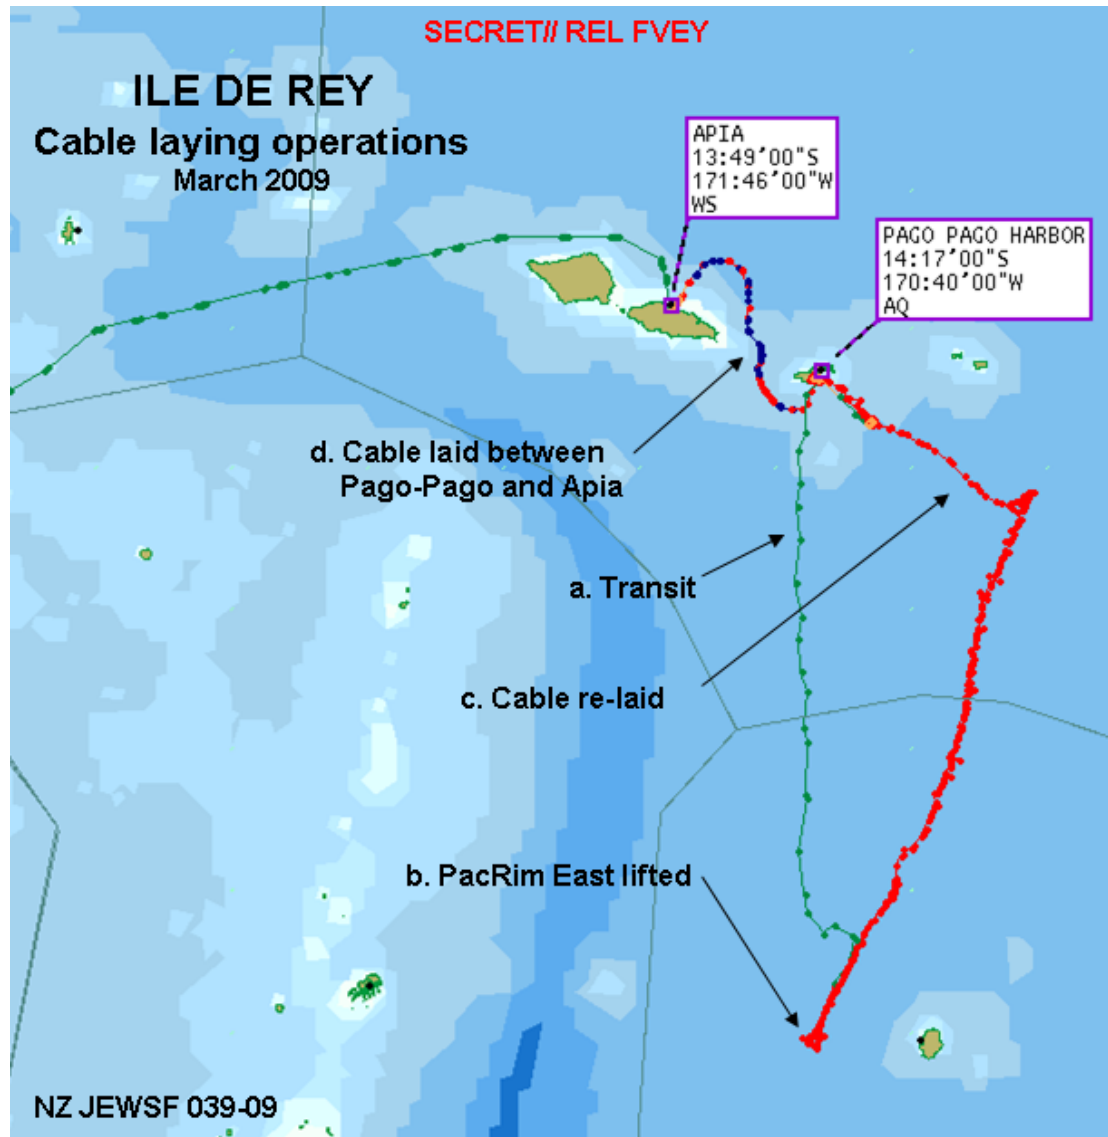 SECRET// REL FVEY
ILE DE REY
Cable laying operations
March 2009
APIA
13:49'00"S
171:46'00"W
WS
PAGO PAGO HARBOR
14:17'00"S
170:40'00"W
AQ
d. Cable laid between
Pago-Pago and Apia
a. Transit
c. Cable re-laid
b. PacRim East lifted
NZ JEWSF 039-09